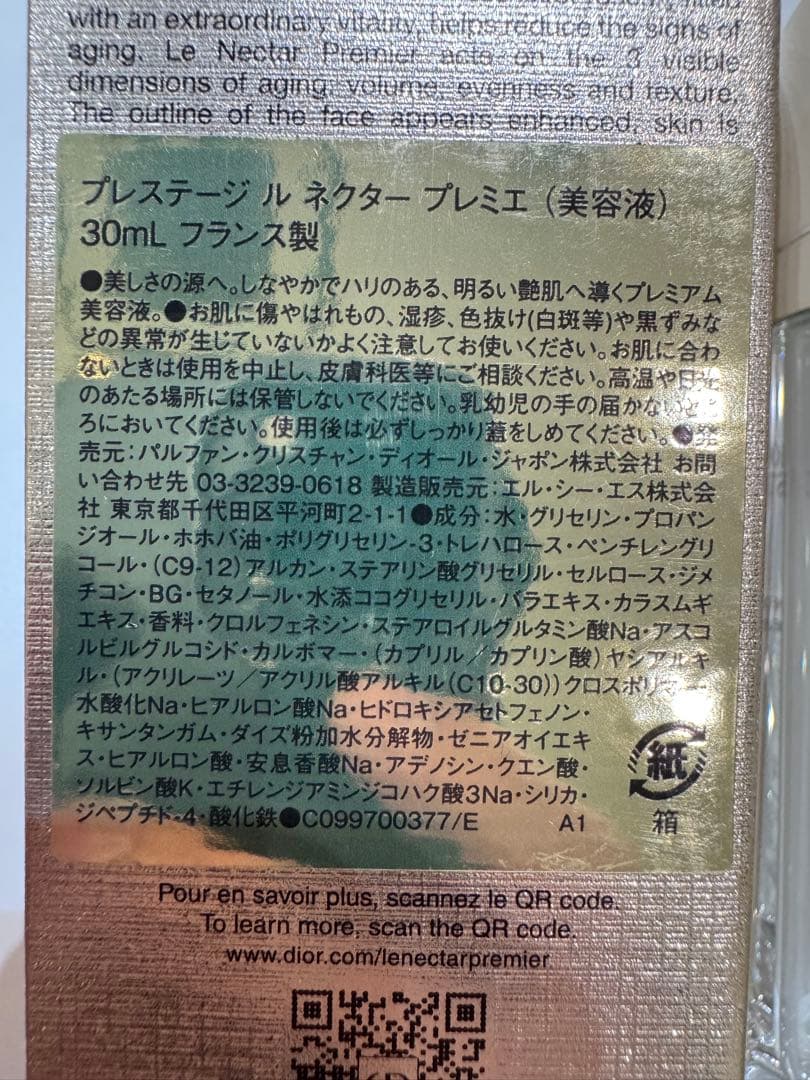 with an extraordinary vitality, helps reduce the signs of
aging. Le Nectar Premier acts on the 3 visible
dimensions of aging: volume, evenness and texture.
The outline of the face appears enhanced, skin is
プレステージ ル ネクター プレミエ（美容液）
30mL フランス製
●美しさの源へ。しなやかでハリのある、明るい艶肌へ導くプレミアム
美容液。●お肌に傷やはれもの、湿疹、色抜け(白斑等)や黒ずみな
どの異常が生じていないかよく注意してお使いください。お肌に合わ
ないときは使用を中止し、皮膚科医等にご相談ください。高温や日光
のあたる場所には保管しないでください。乳幼児の手の届かないとこ
ろにおいてください。使用後は必ずしっかり蓋をしめてください。●発
売元:パルファン・クリスチャン・ディオール・ジャポン株式会社 お問
い合わせ先 03-3239-0618 製造販売元:エル・シー・エス株式会
社 東京都千代田区平河町2-1-1●成分:水・グリセリン・プロパン
ジオール・ホホバ油・ポリグリセリン-3・トレハロース・ペンチレングリ
コール・(C9-12)アルカン・ステアリン酸グリセリル・セルロース・ジメ
チコン・BG・セタノール・水添ココグリセリル・バラエキス・カラスムギ
エキス・香料・クロルフェネシン・ステアロイルグルタミン酸Na・アスコ
ルビルグルコシド・カルボマー・(カプリル／カプリン酸)ヤシアルキ
ル・(アクリレーツ／アクリル酸アルキル(C10-30))クロスポリマー・
水酸化Na・ヒアルロン酸Na・ヒドロキシアセトフェノン・
キサンタンガム・ダイズ粉加水分解物・ゼニアオイエキ
ス・ヒアルロン酸・安息香酸Na・アデノシン・クエン酸・
ソルビン酸K・エチレンジアミンジコハク酸3Na・シリカ・
ジペプチド-4・酸化鉄●C099700377/E A1
紙
箱
Pour en savoir plus, scannez le QR code.
To learn more, scan the QR code.
www.dior.com/lenectarpremier